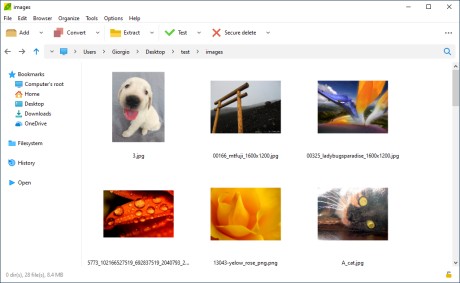 images
File Edit Browser Organize Tools Options Help
Add Convert Extract Test Secure delete
Users Giorgio Desktop test images
Bookmarks
Computer's root
Home
Desktop
Downloads
OneDrive
Filesystem
History
Open
3.jpg 00166_mtfuji_1600x1200.jpg 00325_ladybugsparadise_1600x1200.jpg
5773_102166527519_692837519_2040793_2... 13043-yelow_rose_png.png A_cat.jpg
0 dir(s), 28 file(s), 8.4 MB